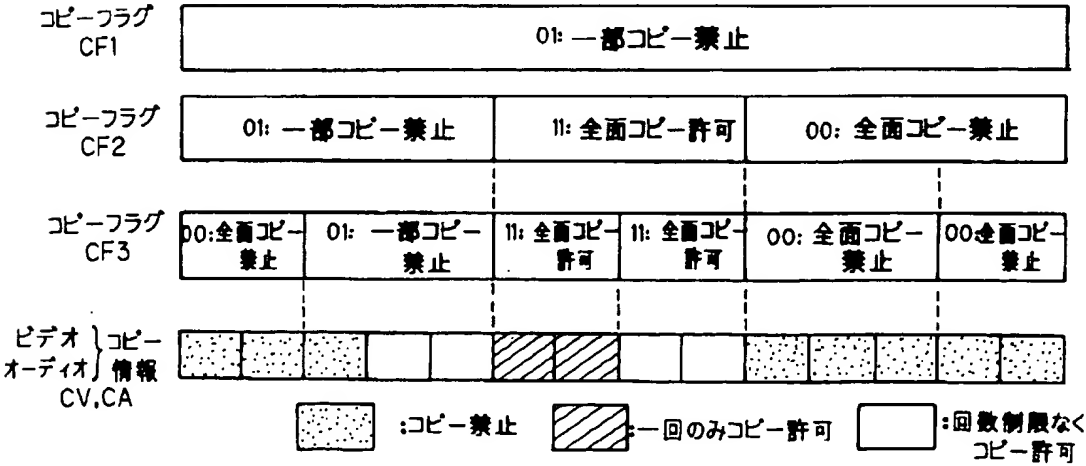 コピーフラグ
CF1
01: 一部コピー禁止
コピーフラグ
CF2
01: 一部コピー禁止
11: 全面コピー許可
00: 全面コピー禁止
コピーフラグ
CF3
00:全面コピー
禁止
01: 一部コピー
禁止
11: 全面コピー
許可
11: 全面コピー
許可
00: 全面コピー
禁止
00:全面コピー
禁止
ビデオ
オーディオ
コピー
情報
CV,CA
:コピー禁止
:一回のみコピー許可
:回数制限なく
コピー許可